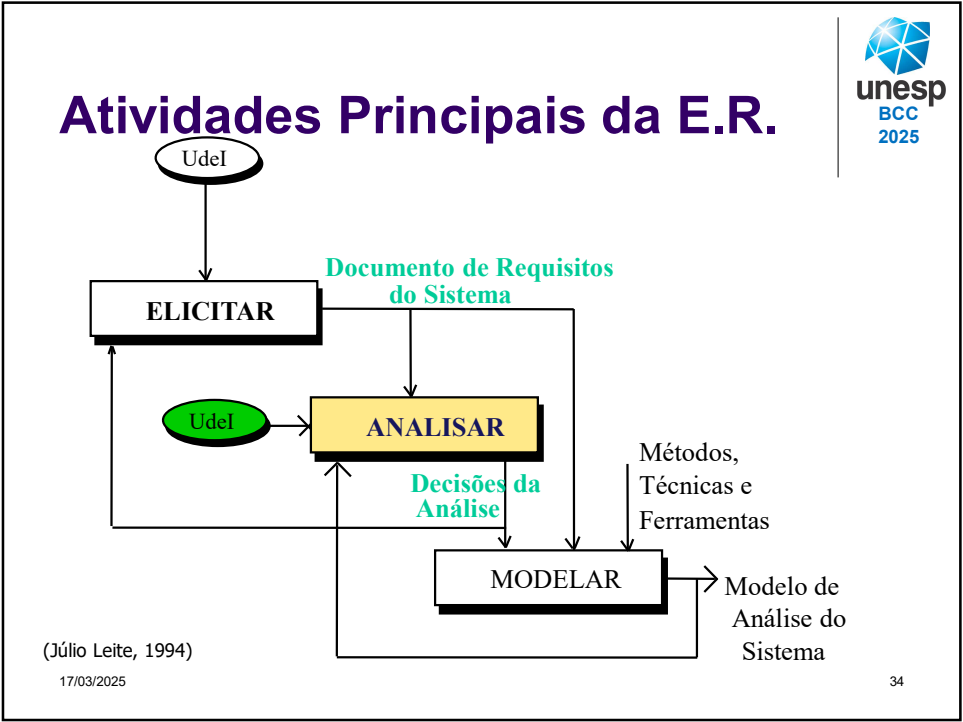 Atividades Principais da E.R.
unesp
BCC
2025
UdeI
Documento de Requisitos
do Sistema
ELICITAR
UdeI
ANALISAR
Decisões da
Análise
Métodos,
Técnicas e
Ferramentas
MODELAR
Modelo de
Análise do
Sistema
(Júlio Leite, 1994)
17/03/2025
34